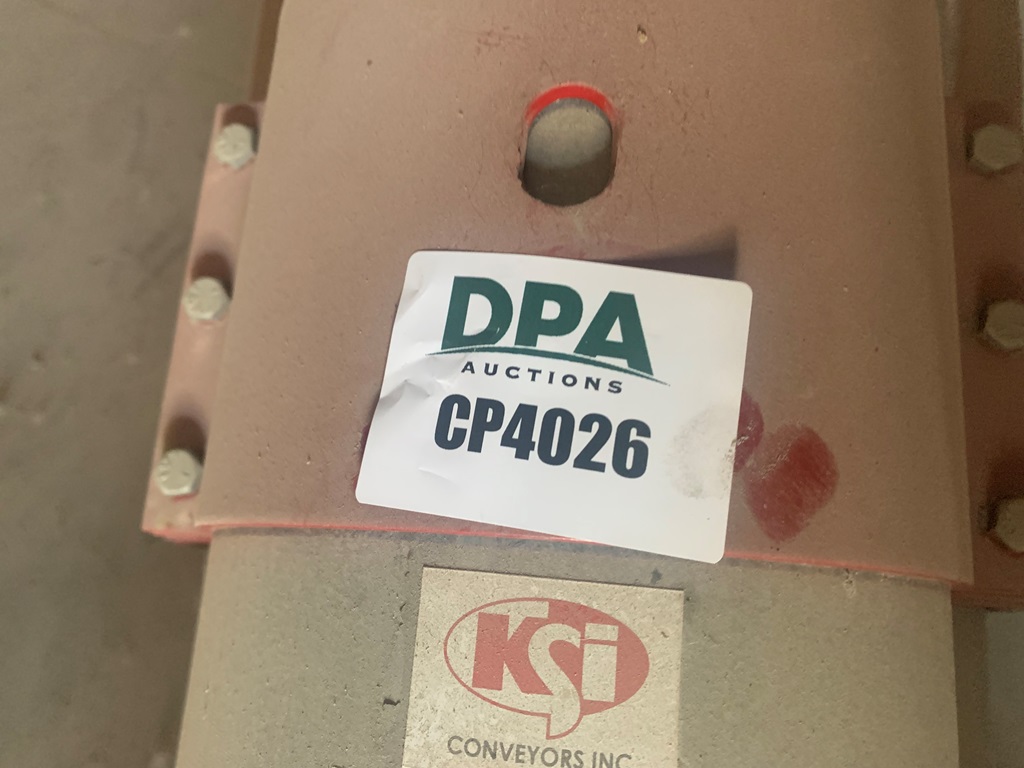 DPA
AUCTIONS
CP4026
KSi
CONVEYORS INC